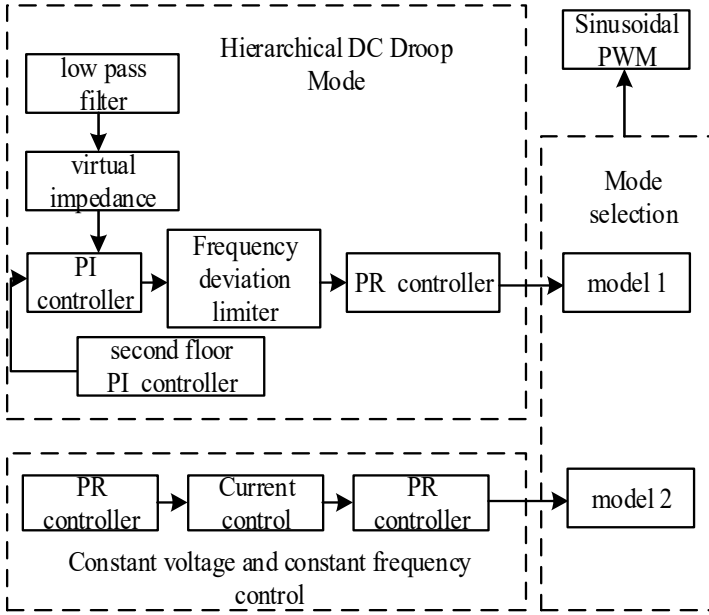 Hierarchical DC Droop
Mode
low pass
filter
virtual
impedance
PI
controller
Frequency
deviation
limiter
PR controller
second floor
PI controller
Sinusoidal
PWM
Mode
selection
model 1
PR
controller
Current
control
PR
controller
model 2
Constant voltage and constant frequency
control